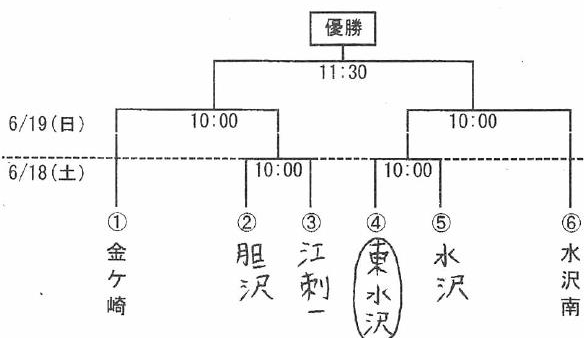 優勝
11:30
6/19(日)
10:00
10:00
6/18(土)
10:00
10:00
①
②
③
④
⑤
⑥
金ケ崎
胆沢
江刺一
東水沢
水沢
水沢南